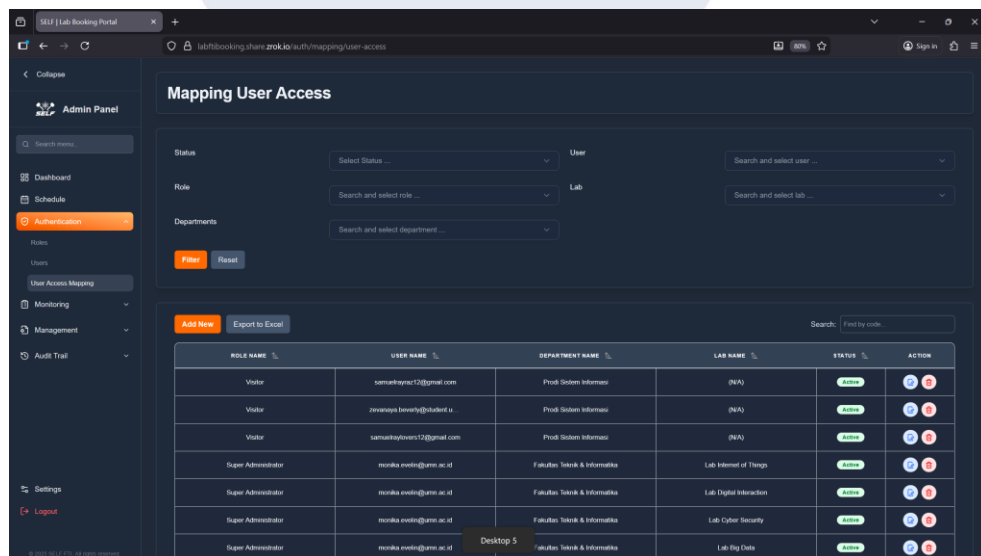 SELF | Lab Booking Portal
labftibooking.share.zrok.io/auth/mapping/user-access
80%
Sign in
Collapse
SELF
Admin Panel
Search menu...
Dashboard
Schedule
Authentication
Roles
Users
User Access Mapping
Monitoring
Management
Audit Trail
Settings
Logout
Mapping User Access
Status
Select Status ...
User
Search and select user ...
Role
Search and select role ...
Lab
Search and select lab ...
Departments
Search and select department ...
Filter
Reset
Add New
Export to Excel
Search:
Find by code...
ROLE NAME USER NAME DEPARTMENT NAME LAB NAME STATUS ACTION
Visitor samuelrayraz12@gmail.com Prodi Sistem Informasi (N/A) Active
Visitor zevanaya.beverly@student.u... Prodi Sistem Informasi (N/A) Active
Visitor samuelraylovers12@gmail.com Prodi Sistem Informasi (N/A) Active
Super Administrator monika.evelin@umn.ac.id Fakultas Teknik & Informatika Lab Internet of Things Active
Super Administrator monika.evelin@umn.ac.id Fakultas Teknik & Informatika Lab Digital Interaction Active
Super Administrator monika.evelin@umn.ac.id Fakultas Teknik & Informatika Lab Cyber Security Active
Super Administrator monika.evelin@umn.ac.id Fakultas Teknik & Informatika Lab Big Data Active
Desktop 5